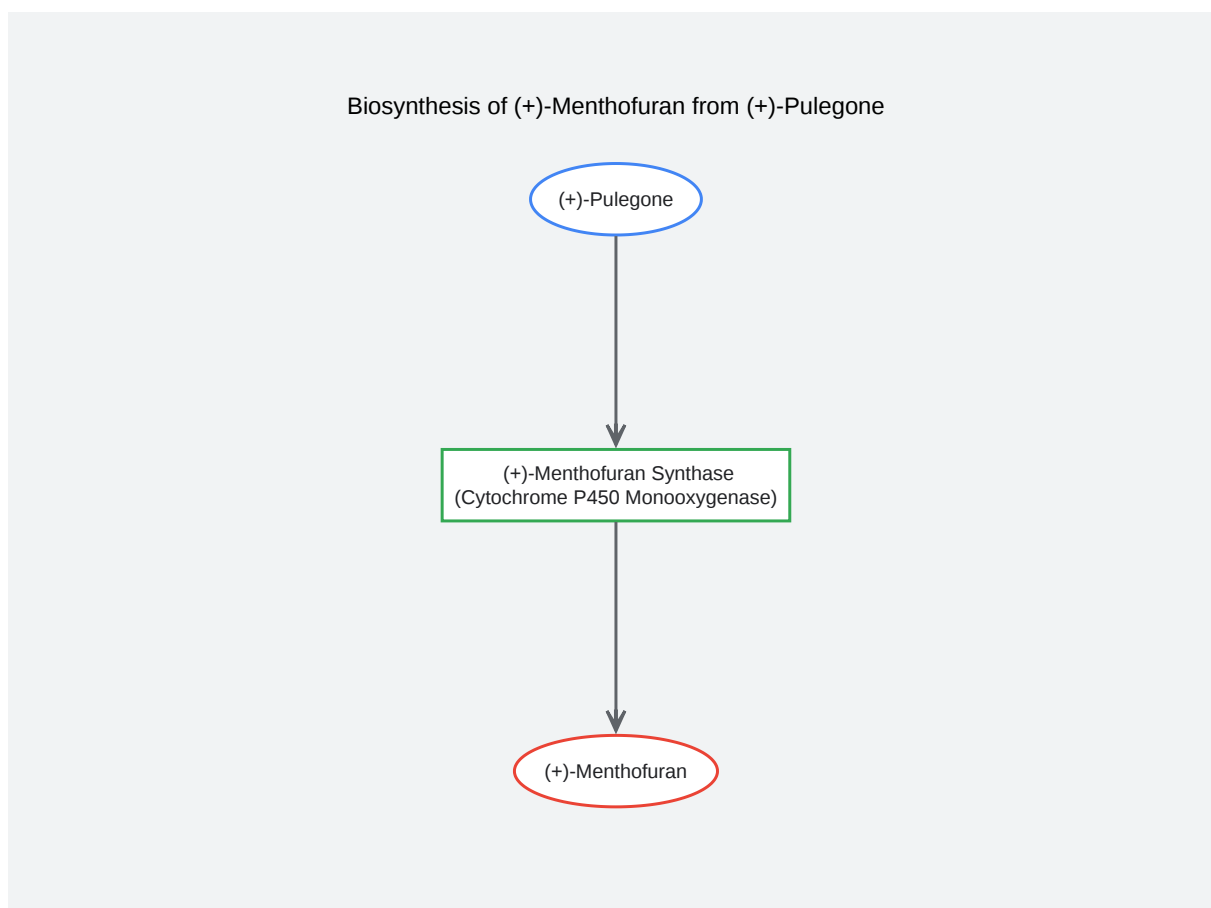 Biosynthesis of (+)-Menthofuran from (+)-Pulegone
(+)-Pulegone
(+)-Menthofuran Synthase
(Cytochrome P450 Monooxygenase)
(+)-Menthofuran